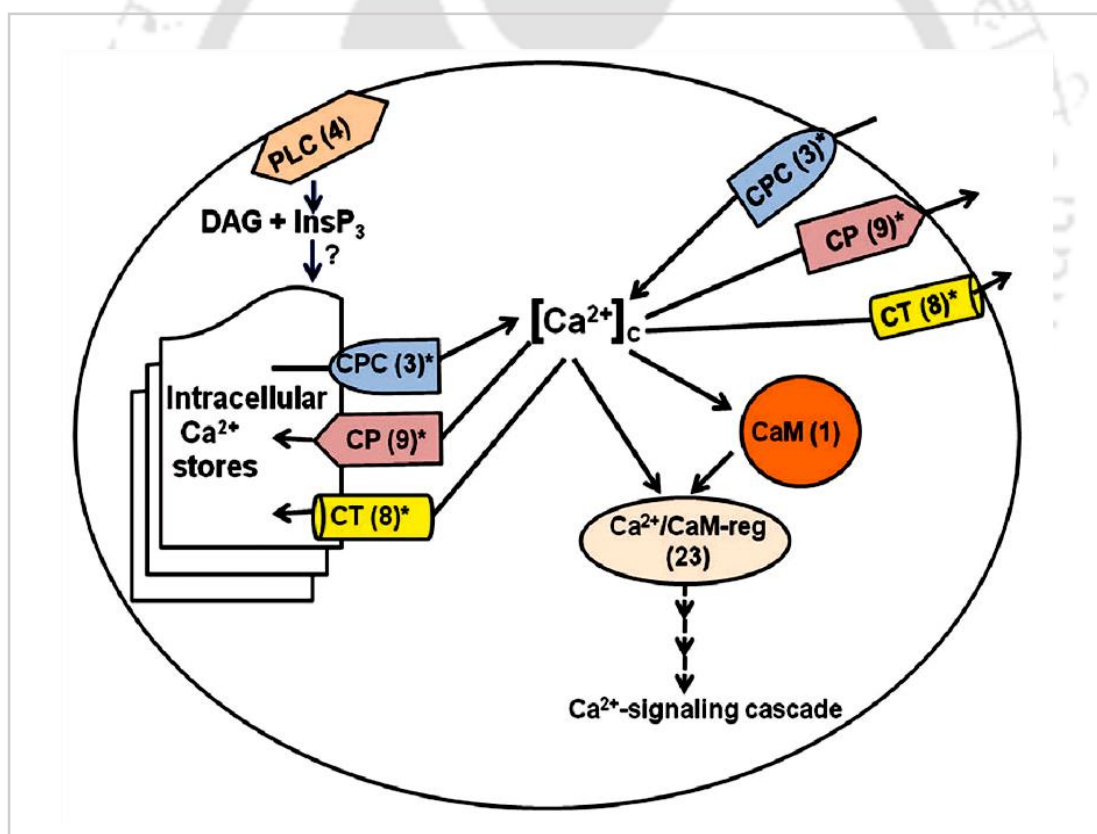 PLC (4)
DAG + InsP₃
?
CPC (3)*
CP (9)*
CT (8)*
[Ca²⁺]c
CPC (3)*
CP (9)*
CT (8)*
Intracellular
Ca²⁺
stores
CaM (1)
Ca²⁺/CaM-reg
(23)
Ca²⁺-signaling cascade